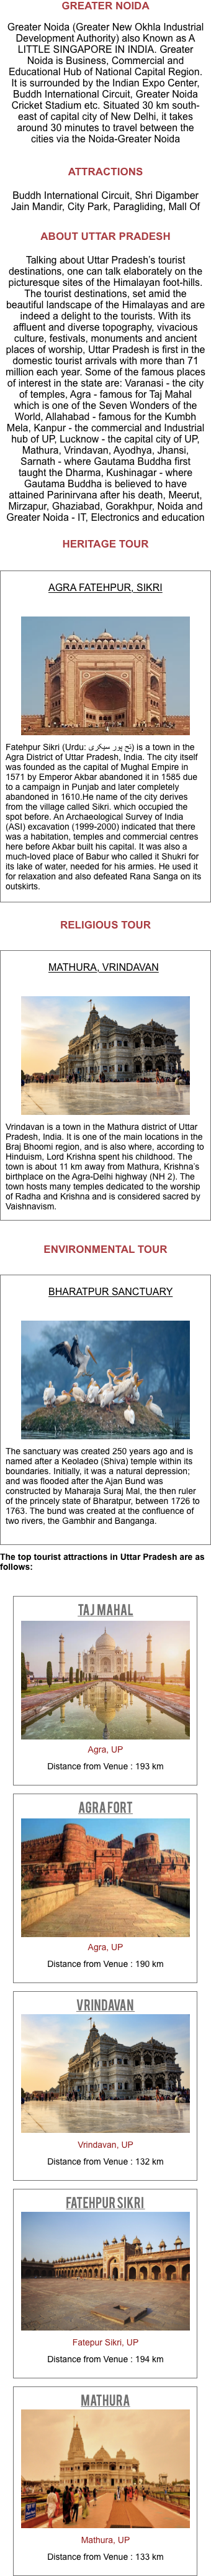 GREATER NOIDA
Greater Noida (Greater New Okhla Industrial
Development Authority) also Known as A
LITTLE SINGAPORE IN INDIA. Greater
Noida is Business, Commercial and
Educational Hub of National Capital Region.
It is surrounded by the Indian Expo Center,
Buddh International Circuit, Greater Noida
Cricket Stadium etc. Situated 30 km south-
east of capital city of New Delhi, it takes
around 30 minutes to travel between the
cities via the Noida-Greater Noida
ATTRACTIONS
Buddh International Circuit, Shri Digamber
Jain Mandir, City Park, Paragliding, Mall Of
ABOUT UTTAR PRADESH
Talking about Uttar Pradesh's tourist
destinations, one can talk elaborately on the
picturesque sites of the Himalayan foot-hills.
The tourist destinations, set amid the
beautiful landscape of the Himalayas and are
indeed a delight to the tourists. With its
affluent and diverse topography, vivacious
culture, festivals, monuments and ancient
places of worship, Uttar Pradesh is first in the
domestic tourist arrivals with more than 71
million each year. Some of the famous places
of interest in the state are: Varanasi - the city
of temples, Agra - famous for Taj Mahal
which is one of the Seven Wonders of the
World, Allahabad - famous for the Kumbh
Mela, Kanpur - the commercial and Industrial
hub of UP, Lucknow - the capital city of UP,
Mathura, Vrindavan, Ayodhya, Jhansi,
Sarnath - where Gautama Buddha first
taught the Dharma, Kushinagar - where
Gautama Buddha is believed to have
attained Parinirvana after his death, Meerut,
Mirzapur, Ghaziabad, Gorakhpur, Noida and
Greater Noida - IT, Electronics and education
HERITAGE TOUR
AGRA FATEHPUR, SIKRI
Fatehpur Sikri (Urdu: فتح پور سیکری) is a town in the
Agra District of Uttar Pradesh, India. The city itself
was founded as the capital of Mughal Empire in
1571 by Emperor Akbar abandoned it in 1585 due
to a campaign in Punjab and later completely
abandoned in 1610.He name of the city derives
from the village called Sikri. which occupied the
spot before. An Archaeological Survey of India
(ASI) excavation (1999-2000) indicated that there
was a habitation, temples and commercial centres
here before Akbar built his capital. It was also a
much-loved place of Babur who called it Shukri for
its lake of water, needed for his armies. He used it
for relaxation and also defeated Rana Sanga on its
outskirts.
RELIGIOUS TOUR
MATHURA, VRINDAVAN
Vrindavan is a town in the Mathura district of Uttar
Pradesh, India. It is one of the main locations in the
Braj Bhoomi region, and is also where, according to
Hinduism, Lord Krishna spent his childhood. The
town is about 11 km away from Mathura, Krishna's
birthplace on the Agra-Delhi highway (NH 2). The
town hosts many temples dedicated to the worship
of Radha and Krishna and is considered sacred by
Vaishnavism.
ENVIRONMENTAL TOUR
BHARATPUR SANCTUARY
The sanctuary was created 250 years ago and is
named after a Keoladeo (Shiva) temple within its
boundaries. Initially, it was a natural depression;
and was flooded after the Ajan Bund was
constructed by Maharaja Suraj Mal, the then ruler
of the princely state of Bharatpur, between 1726 to
1763. The bund was created at the confluence of
two rivers, the Gambhir and Banganga.
The top tourist attractions in Uttar Pradesh are as
follows:
TAJ MAHAL
Agra, UP
Distance from Venue : 193 km
AGRA FORT
Agra, UP
Distance from Venue : 190 km
VRINDAVAN
Vrindavan, UP
Distance from Venue : 132 km
FATEHPUR SIKRI
Fatepur Sikri, UP
Distance from Venue : 194 km
MATHURA
Mathura, UP
Distance from Venue : 133 km